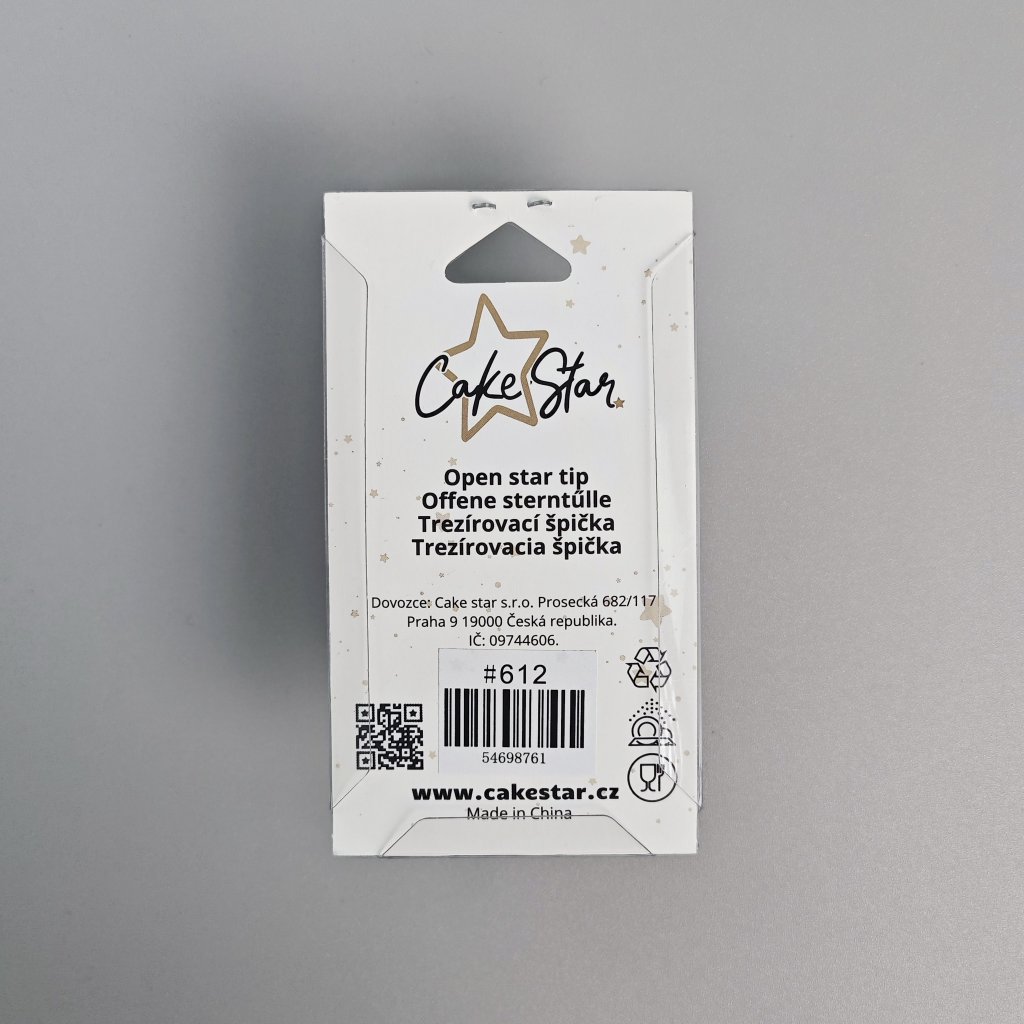 Cake Star
Open star tip
Offene sterntűlle
Trezírovací špička
Trezírovacia špička
Dovozce: Cake star s.r.o. Prosecká 682/117
Praha 9 19000 Česká republika.
IČ: 09744606.
#612
54698761
www.cakestar.cz
Made in China